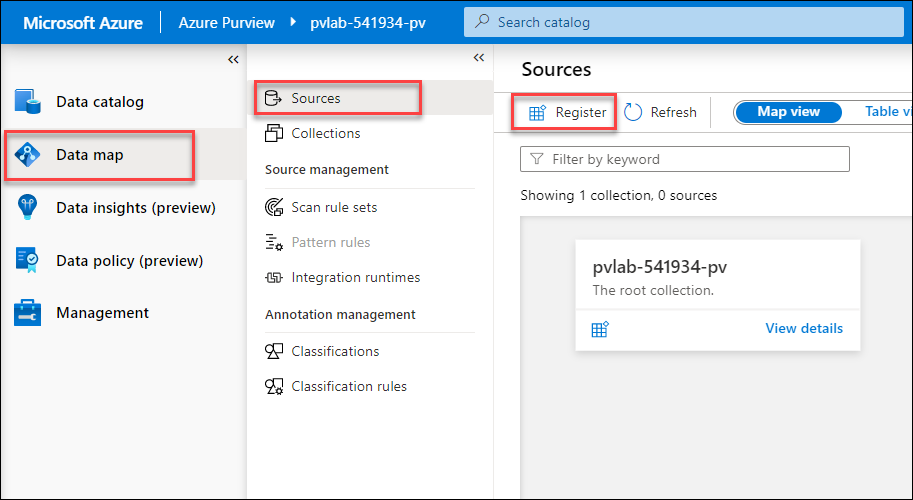 Microsoft Azure
Azure Purview
pvlab-541934-pv
Search catalog
Data catalog
Data map
Data insights (preview)
Data policy (preview)
Management
Sources
Collections
Source management
Scan rule sets
Pattern rules
Integration runtimes
Annotation management
Classifications
Classification rules
Sources
Register
Refresh
Map view
Table vi
Filter by keyword
Showing 1 collection, 0 sources
pvlab-541934-pv
The root collection.
View details